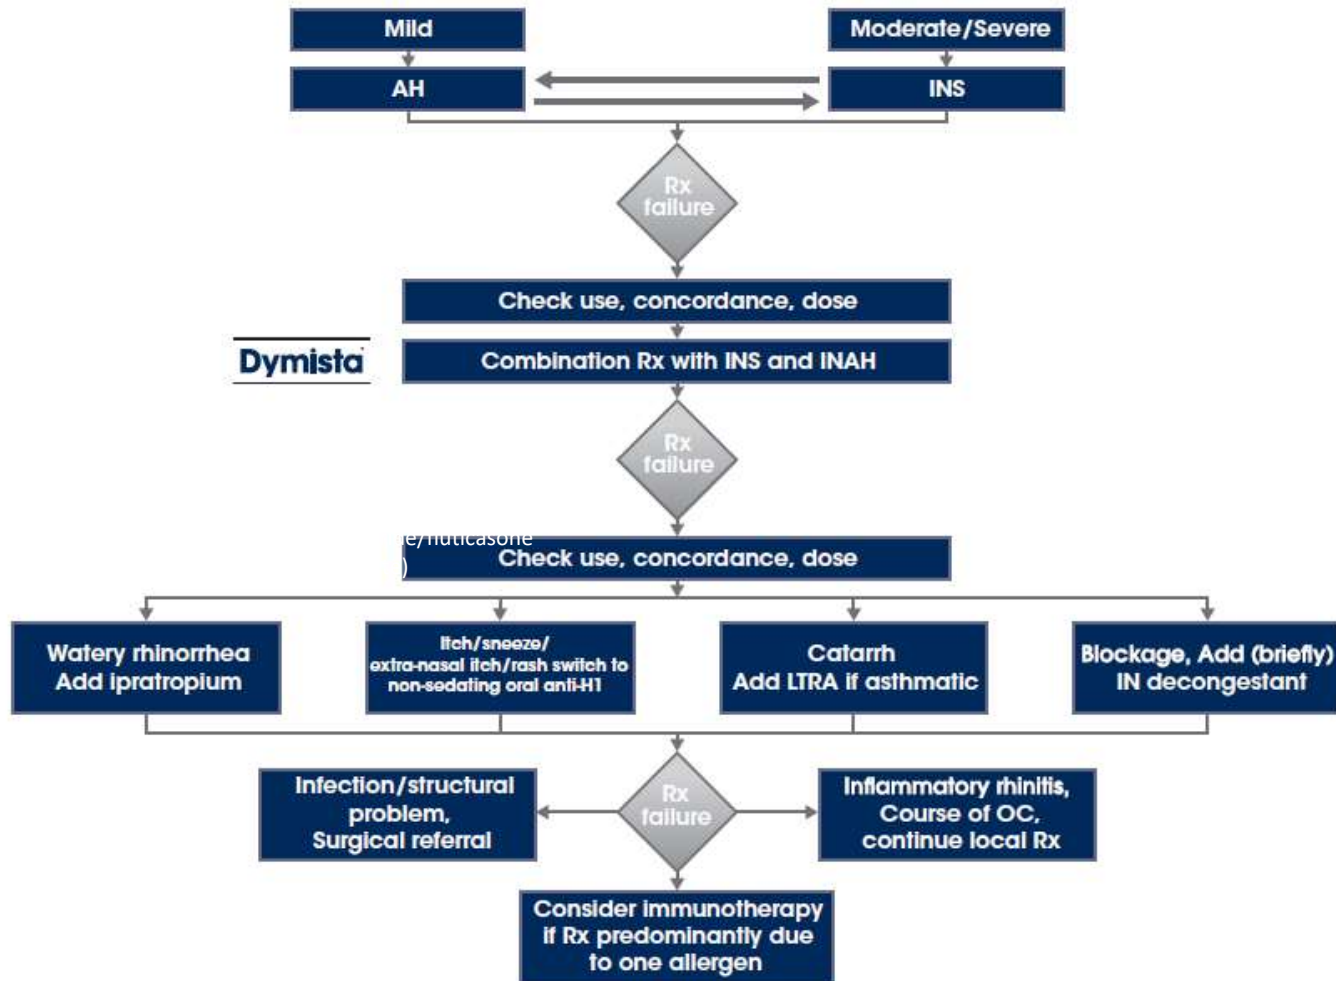 Mild
Moderate/Severe
AH
INS
Rx
failure
Check use, concordance, dose
Dymista
Combination Rx with INS and INAH
Rx
failure
Check use, concordance, dose
)
Watery rhinorrhea
Add ipratropium
Itch/sneeze/
extra-nasal itch/rash switch to
non-sedating oral anti-H1
Catarrh
Add LTRA if asthmatic
Blockage, Add (briefly)
IN decongestant
Infection/structural
problem,
Surgical referral
Rx
failure
Inflammatory rhinitis,
Course of OC,
continue local Rx
Consider immunotherapy
if Rx predominantly due
to one allergen